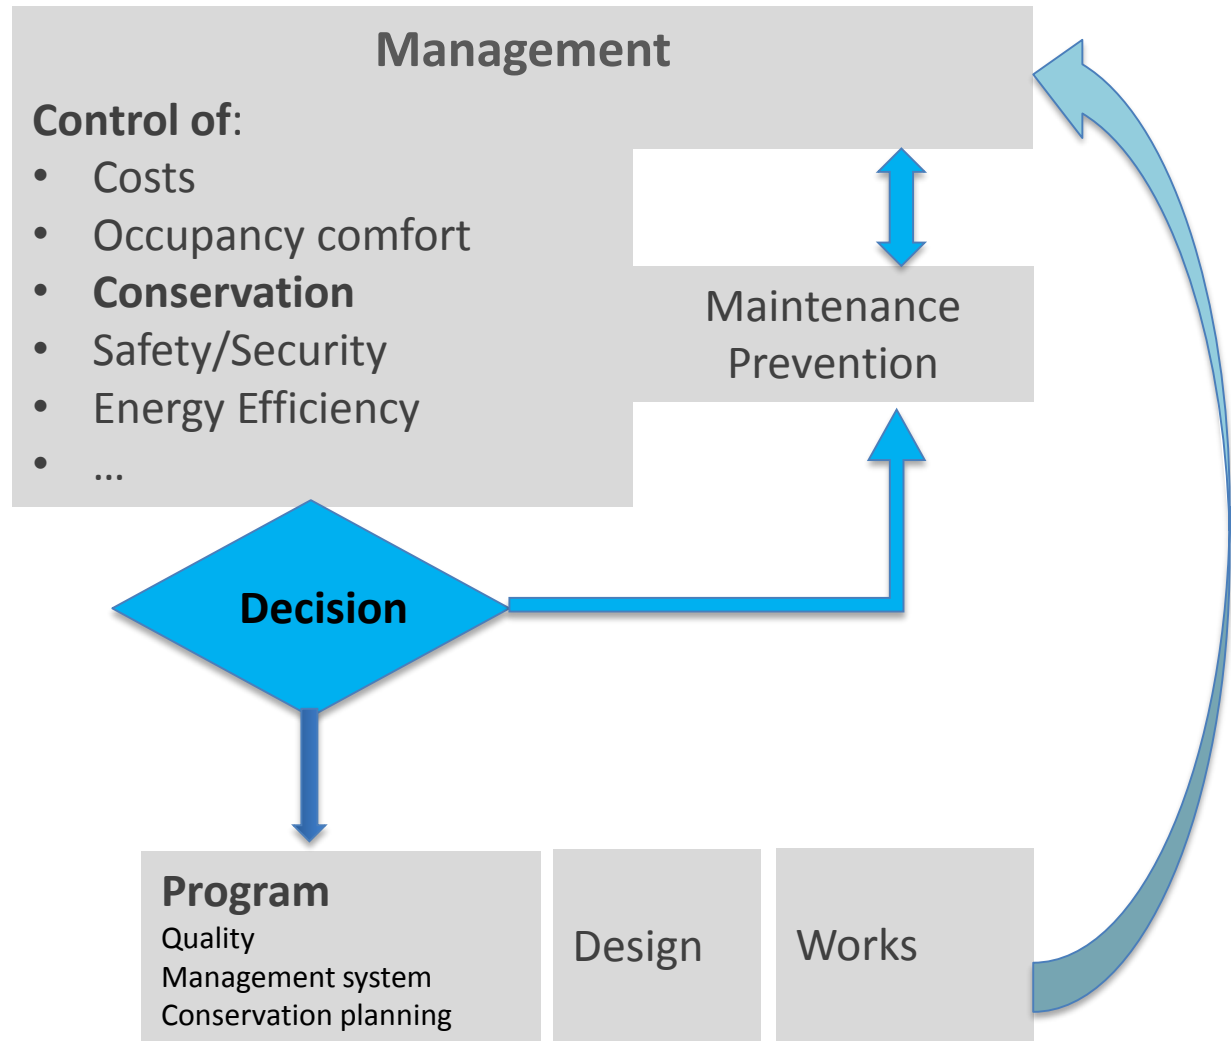 Management
Control of:
• Costs
• Occupancy comfort
• Conservation
• Safety/Security
• Energy Efficiency
• …
Maintenance
Prevention
Decision
Program
Quality
Management system
Conservation planning
Design
Works